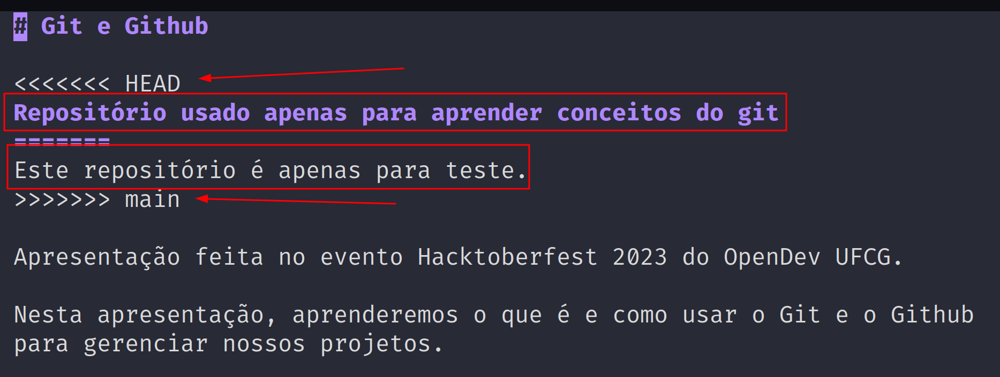 # Git e Github
<<<<<<< HEAD
Repositório usado apenas para aprender conceitos do git
=======
Este repositório é apenas para teste.
>>>>>>> main
Apresentação feita no evento Hacktoberfest 2023 do OpenDev UFCG.
Nesta apresentação, aprenderemos o que é e como usar o Git e o Github
para gerenciar nossos projetos.